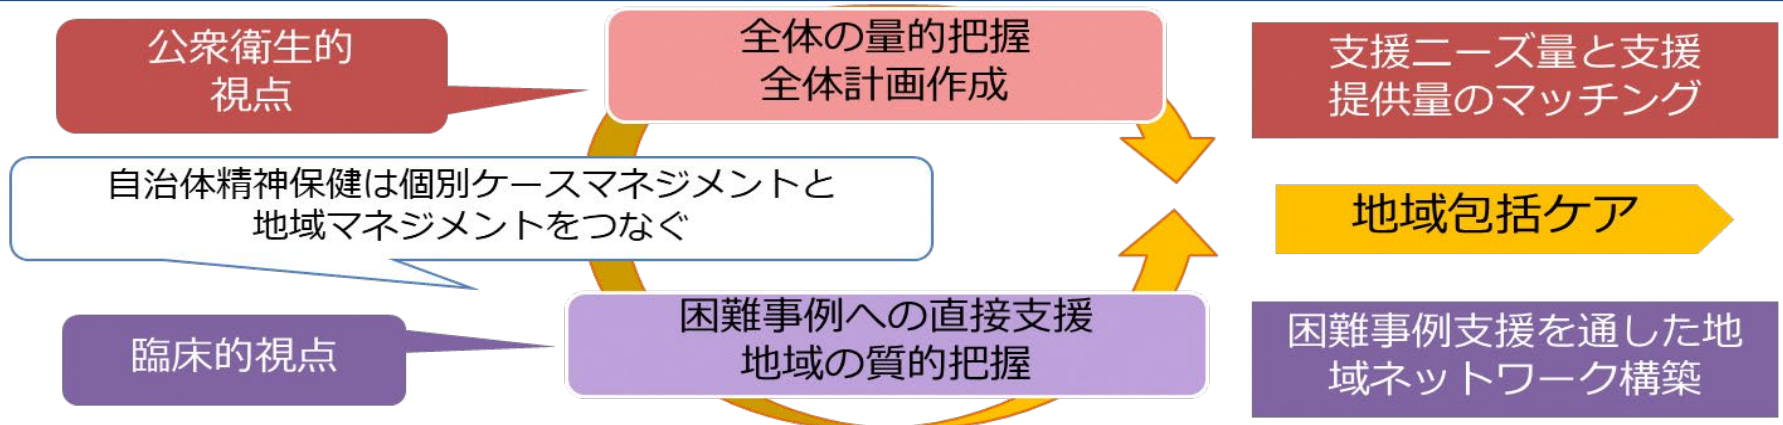 公衆衛生的
視点
全体の量的把握
全体計画作成
支援ニーズ量と支援
提供量のマッチング
自治体精神保健は個別ケースマネジメントと
地域マネジメントをつなぐ
地域包括ケア
臨床的視点
困難事例への直接支援
地域の質的把握
困難事例支援を通した地
域ネットワーク構築